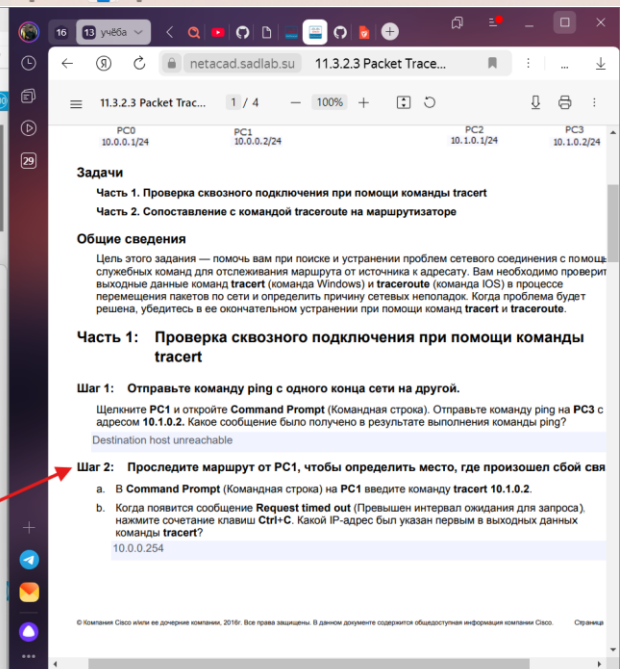 16
13 учёба
netacad.sadlab.su 11.3.2.3 Packet Trace...
11.3.2.3 Packet Trac... 1 / 4 — 100% +
29
PC0 PC1 PC2 PC3
10.0.0.1/24 10.0.0.2/24 10.1.0.1/24 10.1.0.2/24
Задачи
Часть 1. Проверка сквозного подключения при помощи команды tracert
Часть 2. Сопоставление с командой traceroute на маршрутизаторе
Общие сведения
Цель этого задания — помочь вам при поиске и устранении проблем сетевого соединения с помощь
служебных команд для отслеживания маршрута от источника к адресату. Вам необходимо проверит
выходные данные команд tracert (команда Windows) и traceroute (команда IOS) в процессе
перемещения пакетов по сети и определить причину сетевых неполадок. Когда проблема будет
решена, убедитесь в ее окончательном устранении при помощи команд tracert и traceroute.
Часть 1: Проверка сквозного подключения при помощи команды
tracert
Шаг 1: Отправьте команду ping с одного конца сети на другой.
Щелкните PC1 и откройте Command Prompt (Командная строка). Отправьте команду ping на PC3 с
адресом 10.1.0.2. Какое сообщение было получено в результате выполнения команды ping?
Destination host unreachable
Шаг 2: Проследите маршрут от PC1, чтобы определить место, где произошел сбой свя
a. В Command Prompt (Командная строка) на PC1 введите команду tracert 10.1.0.2.
b. Когда появится сообщение Request timed out (Превышен интервал ожидания для запроса),
нажмите сочетание клавиш Ctrl+C. Какой IP-адрес был указан первым в выходных данных
команды tracert?
10.0.0.254
© Компания Cisco и/или ее дочерние компании, 2016г. Все права защищены. В данном документе содержится общедоступная информация компании Cisco. Страница